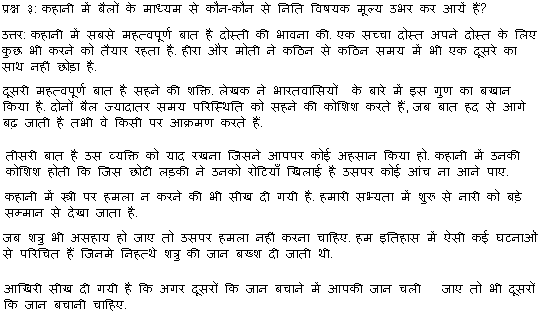 प्रश्न ३: कहानी में बैलों के माध्यम से कौन-कौन से निति विषयक मूल्य उभर कर आयें हैं?
उत्तर: कहानी में सबसे महत्वपूर्ण बात है दोस्ती की भावना की. एक सच्चा दोस्त अपने दोस्त के लिए
कुछ भी करने को तैयार रहता है. हीरा और मोती ने कठिन से कठिन समय में भी एक दूसरे का
साथ नहीं छोड़ा है.
दूसरी महत्वपूर्ण बात है सहने की शक्ति. लेखक ने भारतवासियों के बारे में इस गुण का बखान
किया है. दोनों बैल ज्यादातर समय परिस्थिति को सहने की कोशिश करते हैं, जब बात हद से आगे
बढ़ जाती है तभी वे किसी पर आक्रमण करते हैं.
तीसरी बात है उस व्यक्ति को याद रखना जिसने आपपर कोई अहसान किया हो. कहानी में उनकी
कोशिश होती कि जिस छोटी लड़की ने उनको रोटियाँ खिलाई है उसपर कोई आंच ना आने पाए.
कहानी में स्त्री पर हमला न करने की भी सीख दी गयी है. हमारी सभ्यता में शुरु से नारी को बड़े
सम्मान से देखा जाता है.
जब शत्रु भी असहाय हो जाए तो उसपर हमला नहीं करना चाहिए. हम इतिहास में ऐसी कई घटनाओं
से परिचित हैं जिनमें निहत्थे शत्रु की जान बख्श दी जाती थी.
आखिरी सीख दी गयी है कि अगर दूसरों कि जान बचाने में आपकी जान चली जाए तो भी दूसरों
कि जान बचानी चाहिए.